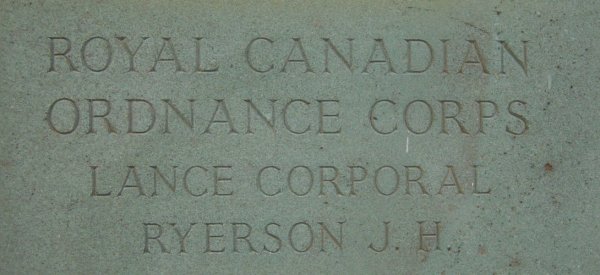 ROYAL CANADIAN
ORDNANCE CORPS
LANCE CORPORAL
RYERSON J. H.